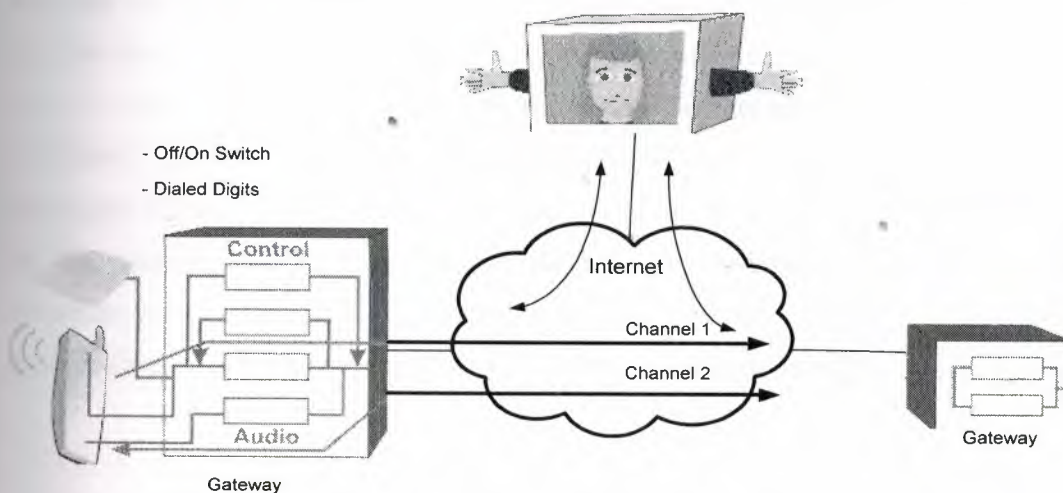 - Off/On Switch
- Dialed Digits
Control
Internet
Channel 1
Channel 2
Audio
Gateway
Gateway